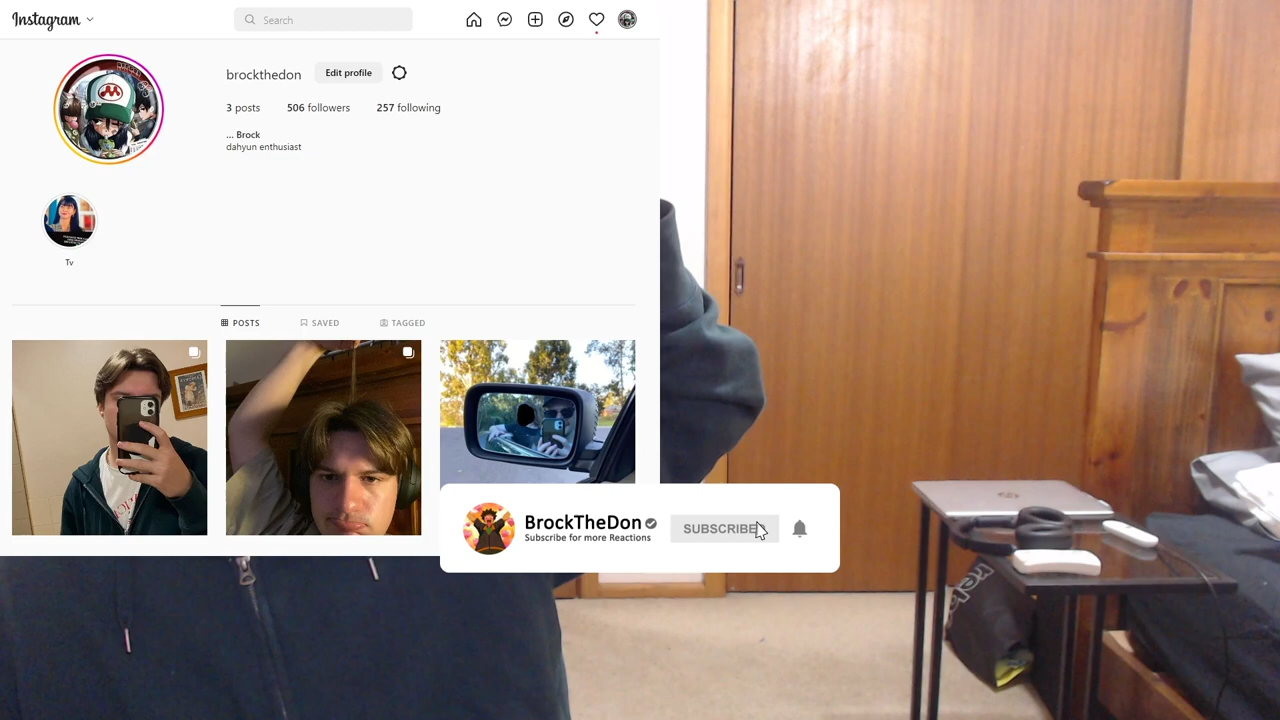 Instagram
Search
brockthedon
Edit profile
3 posts
506 followers
257 following
... Brock
dahyun enthusiast
Tv
POSTS
SAVED
TAGGED
BrockTheDon
Subscribe for more Reactions
SUBSCRIBED